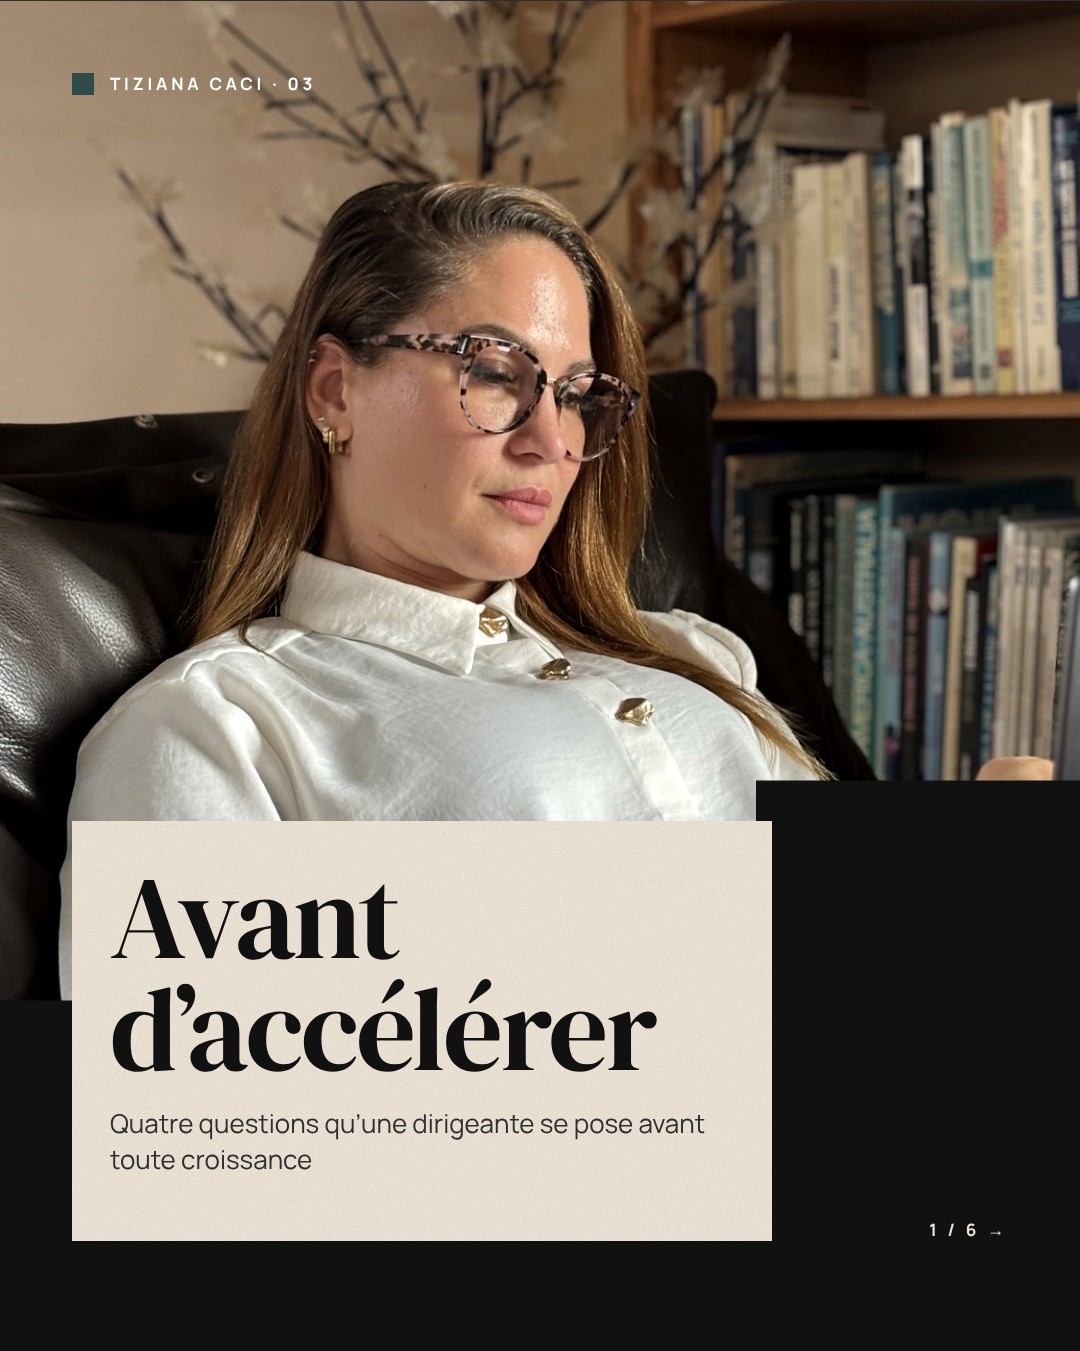 TIZIANA CACI · 03
Avant
d’accélérer
Quatre questions qu’une dirigeante se pose avant
toute croissance
1 / 6 →